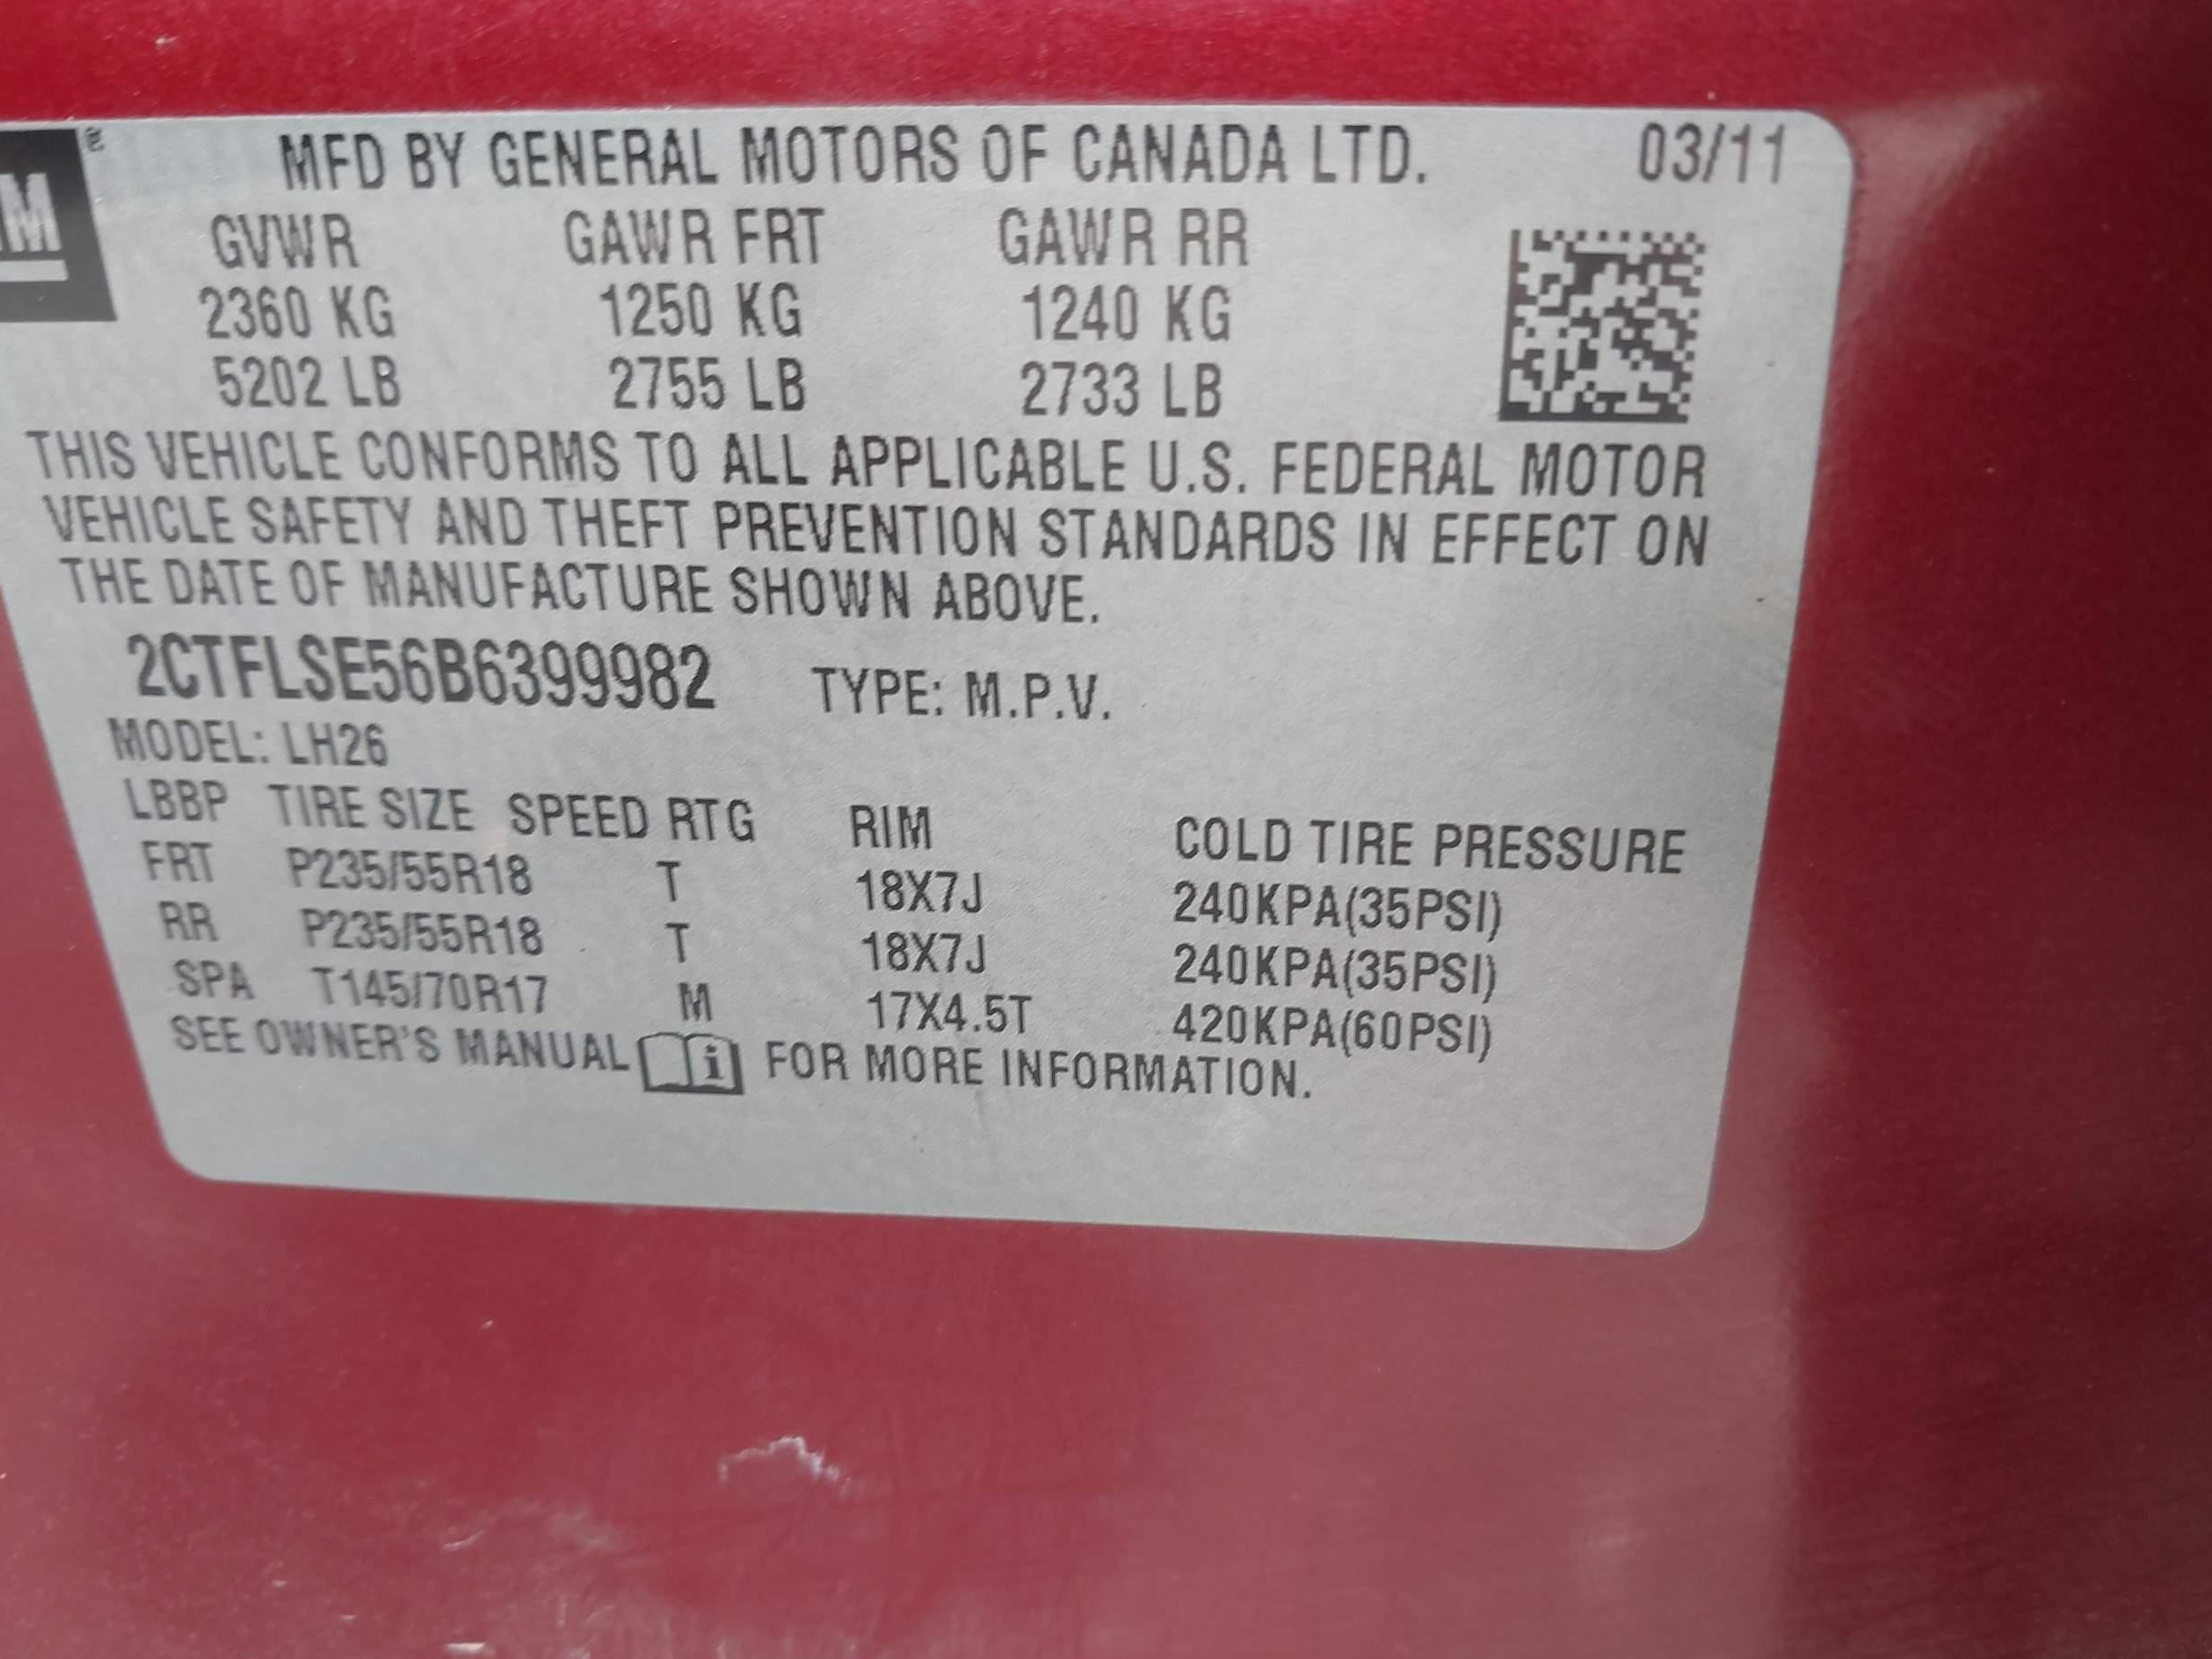 MFD BY GENERAL MOTORS OF CANADA LTD. 03/11
M
GVWR GAWR FRT GAWR RR
2360 KG 1250 KG 1240 KG
5202 LB 2755 LB 2733 LB
THIS VEHICLE CONFORMS TO ALL APPLICABLE U.S. FEDERAL MOTOR
VEHICLE SAFETY AND THEFT PREVENTION STANDARDS IN EFFECT ON
THE DATE OF MANUFACTURE SHOWN ABOVE.
2CTFLSE56B6399982 TYPE: M.P.V.
MODEL: LH26
LBBP TIRE SIZE SPEED RTG RIM COLD TIRE PRESSURE
FRT P235/55R18 T 18X7J 240KPA(35PSI)
RR P235/55R18 T 18X7J 240KPA(35PSI)
SPA T145/70R17 M 17X4.5T 420KPA(60PSI)
SEE OWNER'S MANUAL i FOR MORE INFORMATION.